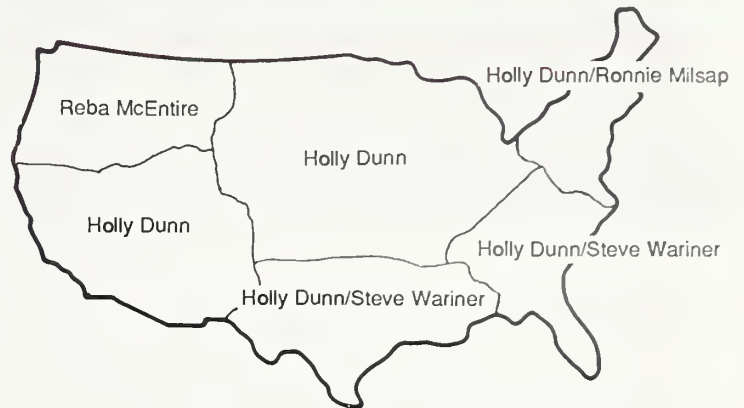 Holly Dunn/Ronnie Milsap
Reba McEntire
Holly Dunn
Holly Dunn
Holly Dunn/Steve Wariner
Holly Dunn/Steve Wariner